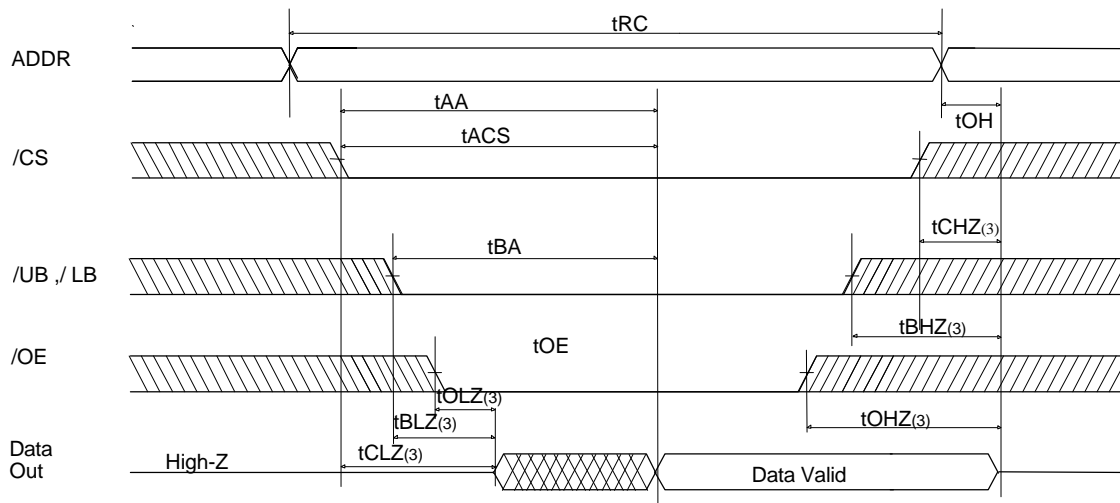 tRC
ADDR
tAA
tOH
tACS
/CS
tCHZ(3)
tBA
/UB ,/ LB
tBHZ(3)
tOE
/OE
tOLZ(3)
tBLZ(3)
tOHZ(3)
tCLZ(3)
Data
Out
High-Z
Data Valid